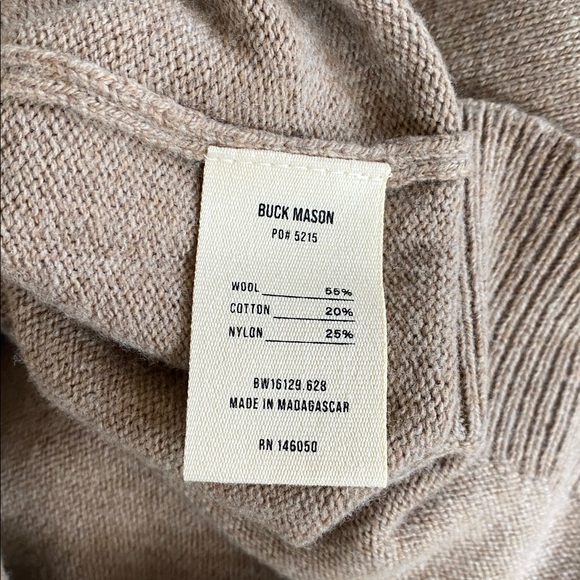 BUCK MASON
PO# 5215
WOOL 55%
COTTON 20%
NYLON 25%
BW16129.628
MADE IN MADAGASCAR
RN 146050